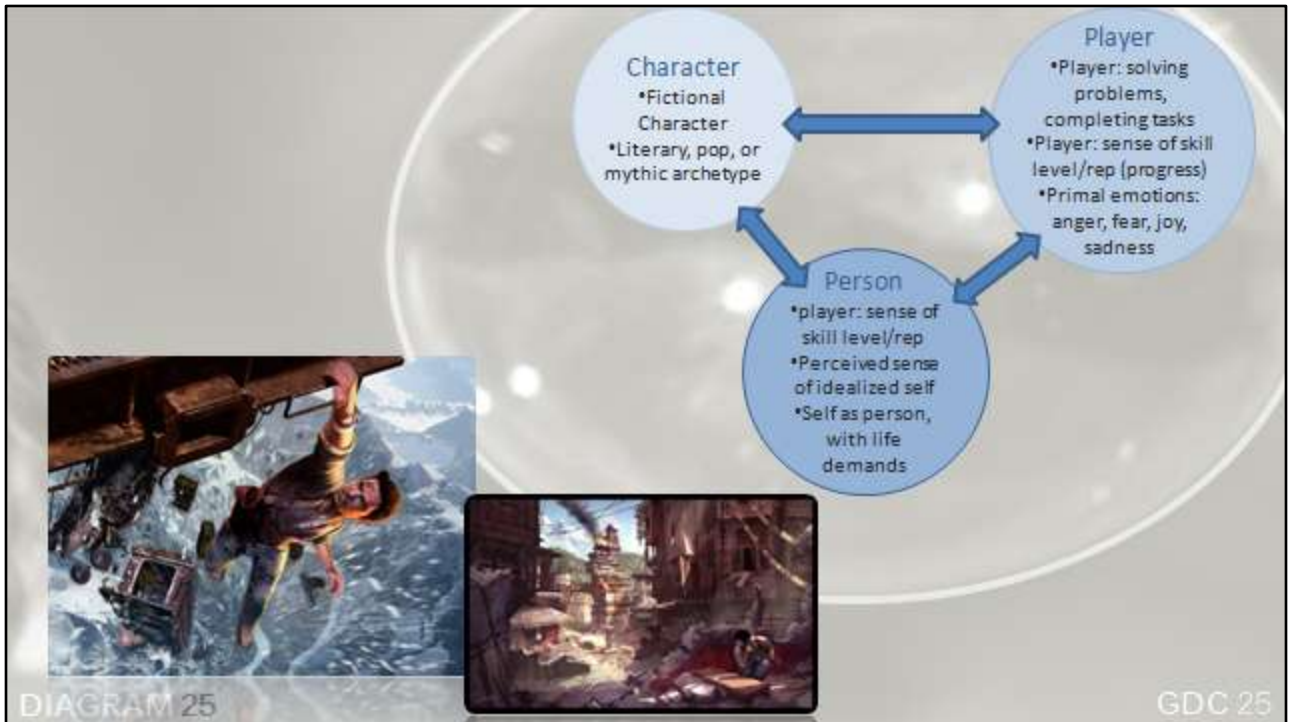 Character
•Fictional
Character
•Literary, pop, or
mythic archetype
Player
•Player: solving
problems,
completing tasks
•Player: sense of skill
level/rep (progress)
•Primal emotions:
anger, fear, joy,
sadness
Person
•player: sense of
skill level/rep
•Perceived sense
of idealized self
•Self as person,
with life
demands
DIAGRAM 25
GDC 25